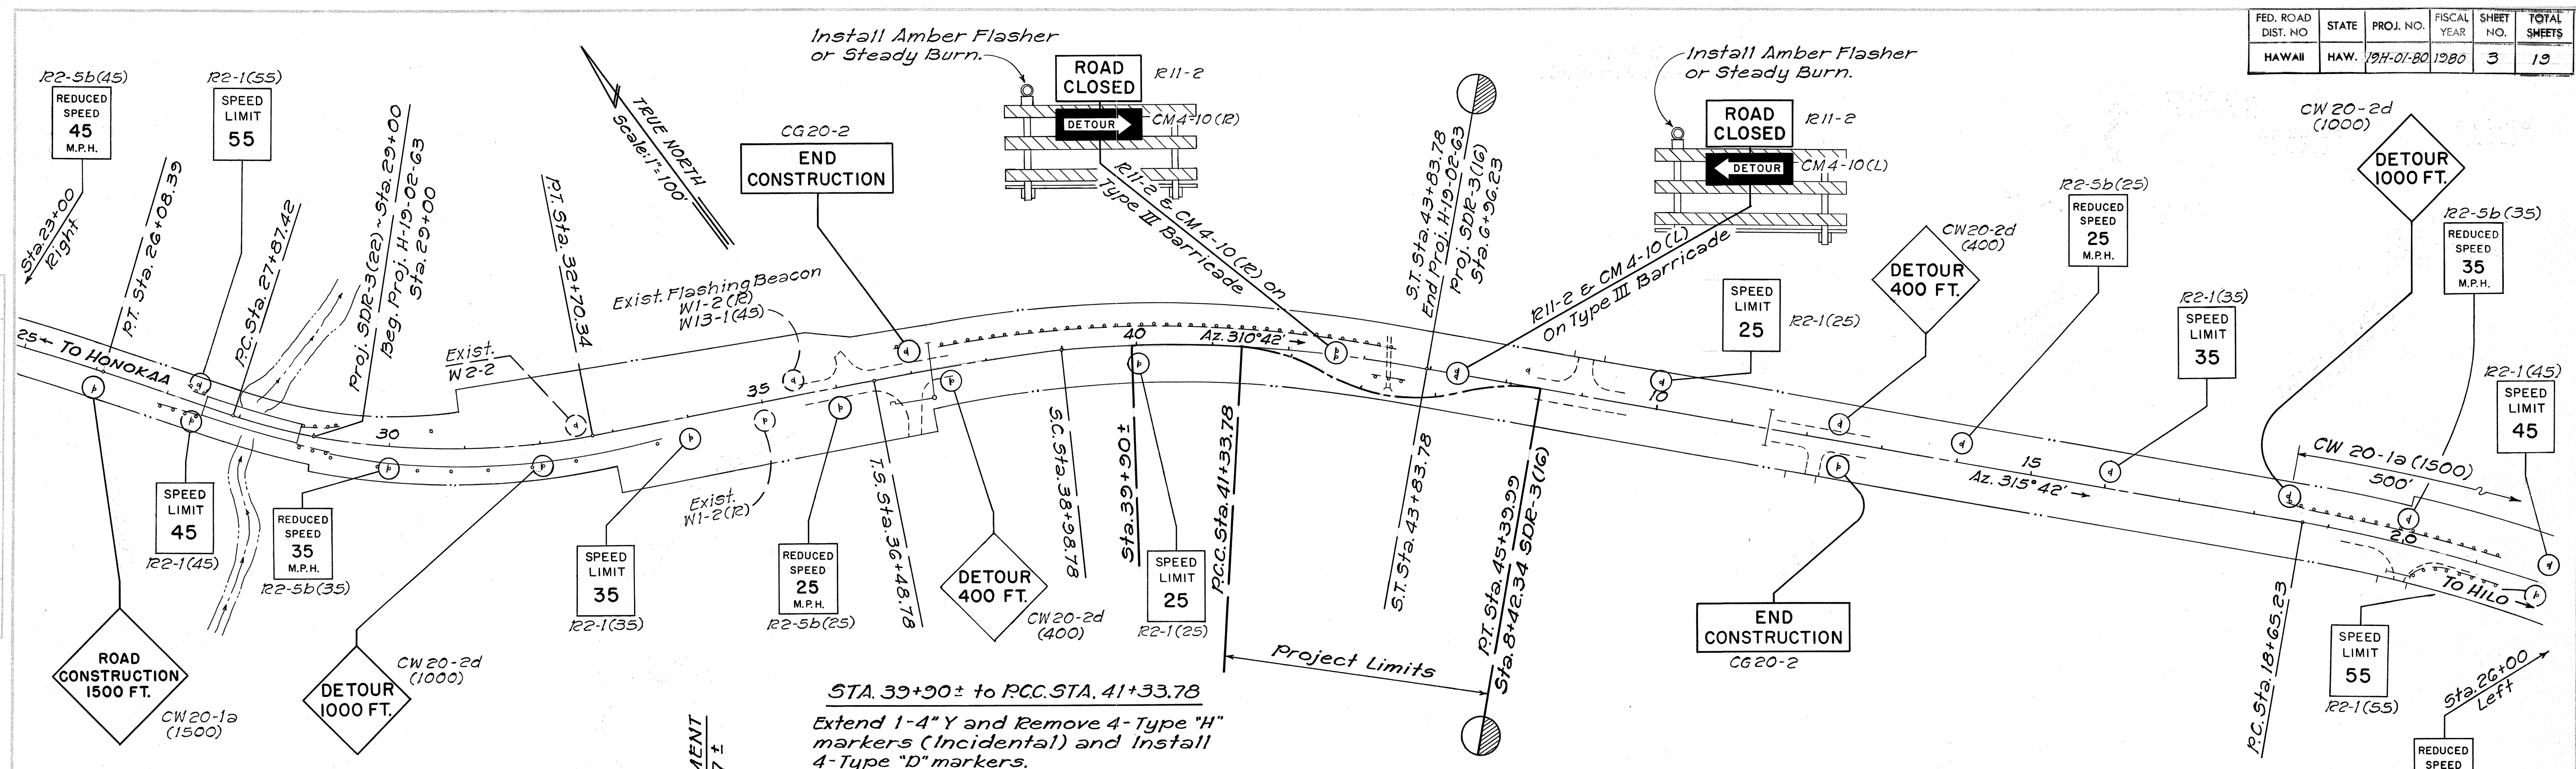 FED. ROAD DIST. NO
STATE
PROJ. NO.
FISCAL YEAR
SHEET NO.
TOTAL SHEETS
HAWAII
HAW.
19H-01-80
1980
3
19
R2-5b(45)
REDUCED
SPEED
45
M.P.H.
Sta. 23+00
Right
R2-1(55)
SPEED
LIMIT
55
P.T. Sta. 26+08.39
P.C. Sta. 27+87.42
Proj. SDR-3(22) ~ Sta. 29+00
Beg. Proj. H-19-02-63
Sta. 29+00
TRUE NORTH
Scale: 1"=100'
P.T. Sta. 32+70.34
CG20-2
END
CONSTRUCTION
Install Amber Flasher
or Steady Burn.
ROAD
CLOSED
R11-2
DETOUR
CM4-10(R)
R11-2 & CM4-10(R) on
Type III Barricade
Exist. Flashing Beacon
W1-2(R)
W13-1(45)
Exist.
W2-2
S.T. Sta. 43+83.78
End Proj. H-19-02-63
Proj. SDR-3(16)
Sta. 6+96.23
Install Amber Flasher
or Steady Burn.
ROAD
CLOSED
R11-2
DETOUR
CM4-10(L)
R11-2 & CM4-10(L)
On Type III Barricade
SPEED
LIMIT
25
R2-1(25)
CW20-2d
(400)
DETOUR
400 FT.
R2-5b(25)
REDUCED
SPEED
25
M.P.H.
R2-1(35)
SPEED
LIMIT
35
CW 20-2d
(1000)
DETOUR
1000 FT.
R2-5b(35)
REDUCED
SPEED
35
M.P.H.
R2-1(45)
SPEED
LIMIT
45
CW 20-1a (1500)
500'
25
TO HONOKAA
30
35
40
Az. 310°42'
10
15
Az. 315°42'
20
TO HILO
ROAD
CONSTRUCTION
1500 FT.
CW20-1a
(1500)
SPEED
LIMIT
45
R2-1(45)
REDUCED
SPEED
35
M.P.H.
R2-5b(35)
DETOUR
1000 FT.
CW20-2d
(1000)
SPEED
LIMIT
35
R2-1(35)
Exist.
W1-2(R)
REDUCED
SPEED
25
M.P.H.
R2-5b(25)
T.S. Sta. 36+48.78
DETOUR
400 FT.
CW20-2d
(400)
S.C. Sta. 38+98.78
Sta. 39+90±
SPEED
LIMIT
25
R2-1(25)
P.C.C. Sta. 41+33.78
Project Limits
S.T. Sta. 43+83.78
P.T. Sta. 45+39.99
Sta. 8+42.34 SDR-3(16)
END
CONSTRUCTION
CG20-2
P.C. Sta. 18+65.23
SPEED
LIMIT
55
R2-1(55)
Sta. 26+00
Left
REDUCED
SPEED
STA. 39+90± to P.C.C. STA. 41+33.78
Extend 1-4" Y and Remove 4-Type "H"
markers (Incidental) and Install
4-Type "D" markers.